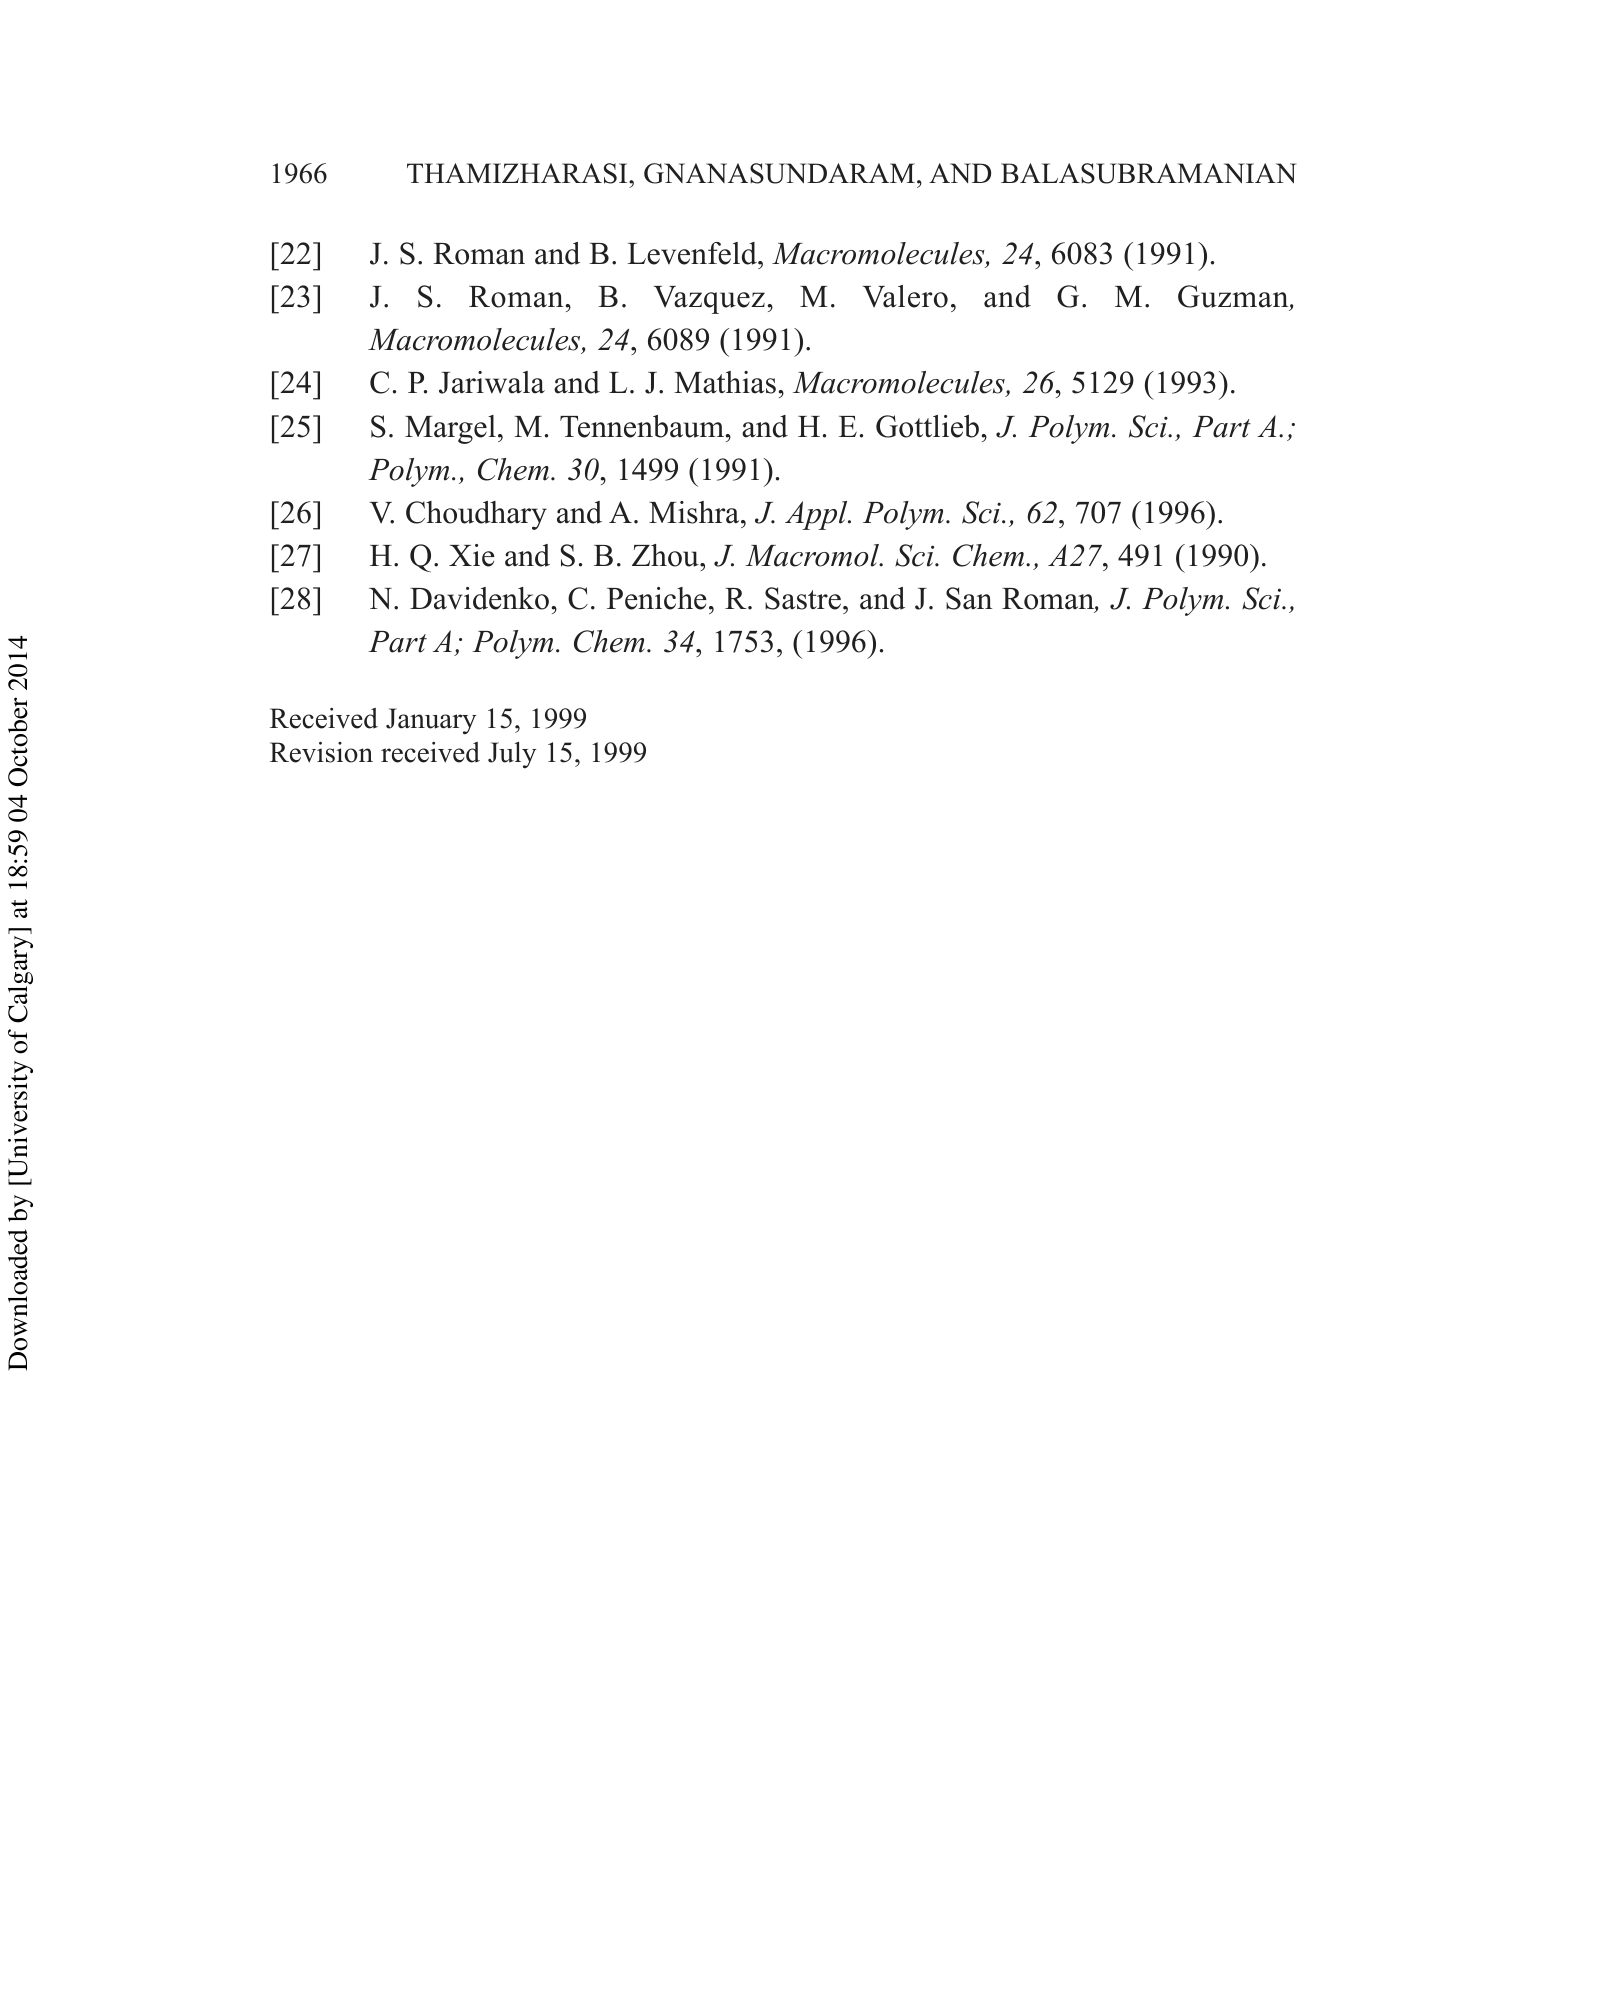 1966 THAMIZHARASI, GNANASUNDARAM, AND BALASUBRAMANIAN
[22] J. S. Roman and B. Levenfeld, Macromolecules, 24, 6083 (1991).
[23] J. S. Roman, B. Vazquez, M. Valero, and G. M. Guzman,
Macromolecules, 24, 6089 (1991).
[24] C. P. Jariwala and L. J. Mathias, Macromolecules, 26, 5129 (1993).
[25] S. Margel, M. Tennenbaum, and H. E. Gottlieb, J. Polym. Sci., Part A.;
Polym., Chem. 30, 1499 (1991).
[26] V. Choudhary and A. Mishra, J. Appl. Polym. Sci., 62, 707 (1996).
[27] H. Q. Xie and S. B. Zhou, J. Macromol. Sci. Chem., A27, 491 (1990).
[28] N. Davidenko, C. Peniche, R. Sastre, and J. San Roman, J. Polym. Sci.,
Part A; Polym. Chem. 34, 1753, (1996).
Received January 15, 1999
Revision received July 15, 1999
Downloaded by [University of Calgary] at 18:59 04 October 2014